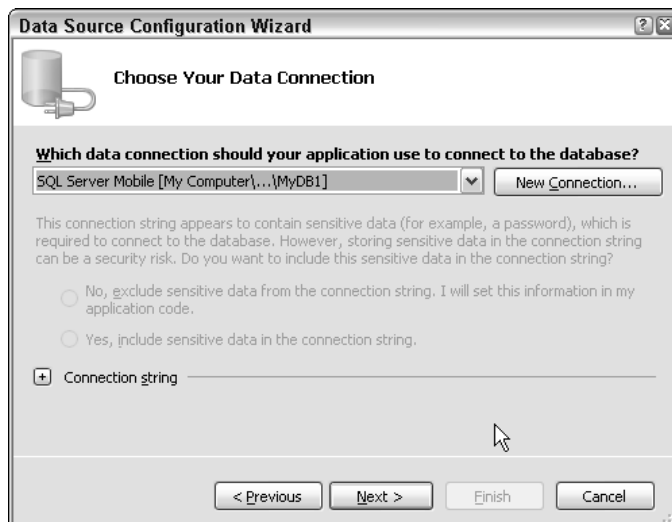 Data Source Configuration Wizard
Choose Your Data Connection
Which data connection should your application use to connect to the database?
SQL Server Mobile [My Computer\...\MyDB1]
New Connection...
This connection string appears to contain sensitive data (for example, a password), which is
required to connect to the database. However, storing sensitive data in the connection string
can be a security risk. Do you want to include this sensitive data in the connection string?
No, exclude sensitive data from the connection string. I will set this information in my
application code.
Yes, include sensitive data in the connection string.
Connection string
< Previous
Next >
Finish
Cancel